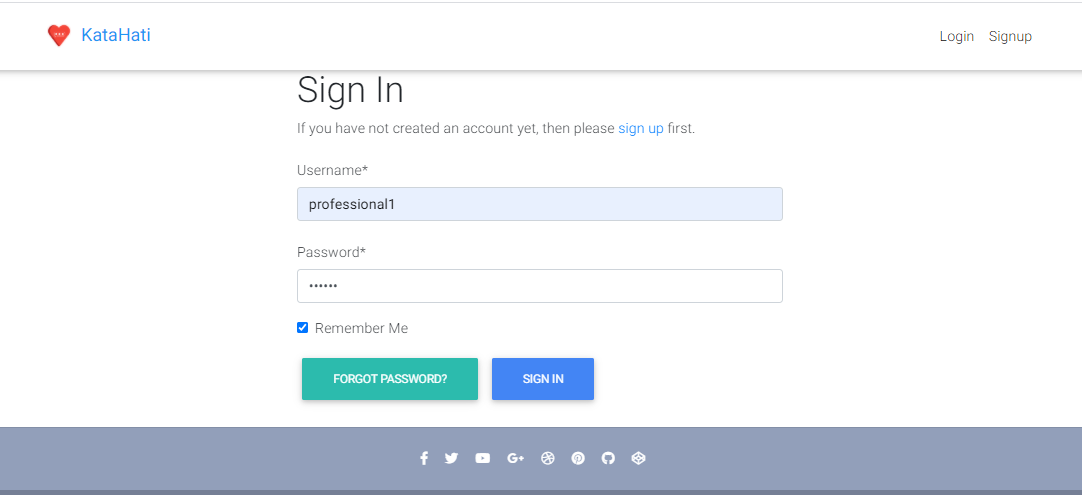 KataHati
Login Signup
Sign In
If you have not created an account yet, then please sign up first.
Username*
professional1
Password*
••••••
Remember Me
FORGOT PASSWORD? SIGN IN